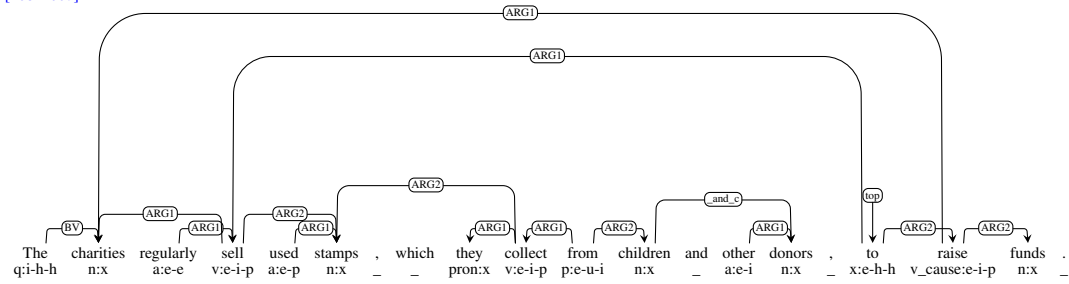 ARG1
ARG1
ARG2
_and_c
top
BV ARG1 ARG1 ARG2 ARG1 ARG1 ARG1 ARG2 ARG1 ARG2 ARG2
The charities regularly sell used stamps , which they collect from children and other donors , to raise funds .
q:i-h-h n:x a:e-e v:e-i-p a:e-p n:x _ _ pron:x v:e-i-p p:e-u-i n:x _ a:e-i n:x _ x:e-h-h v_cause:e-i-p n:x _